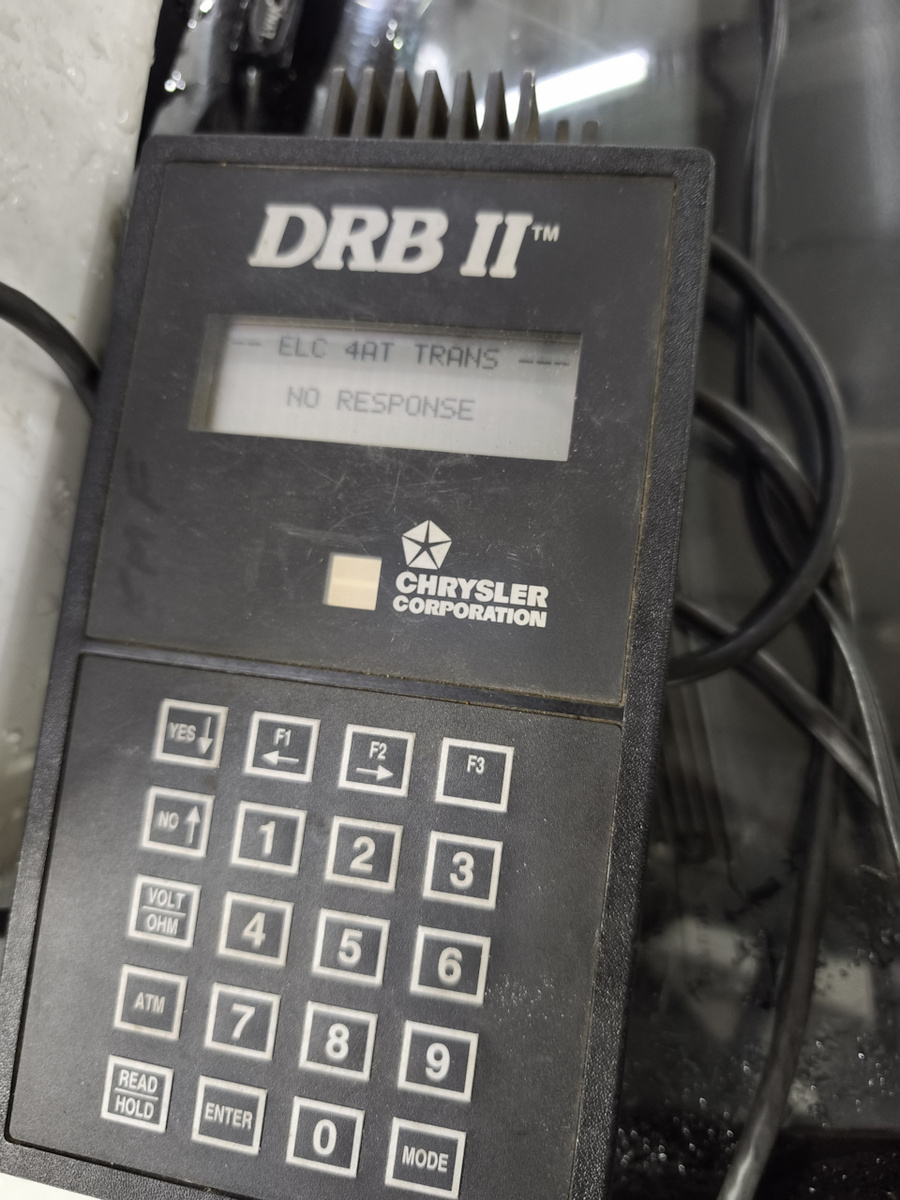 DRB II™
-- ELC 4AT TRANS ---
NO RESPONSE
CHRYSLER
CORPORATION
YES ↓ F1 ← F2 → F3
NO ↑ 1 2 3
VOLT
OHM
4 5 6
ATM 7 8 9
READ
HOLD
ENTER 0 MODE